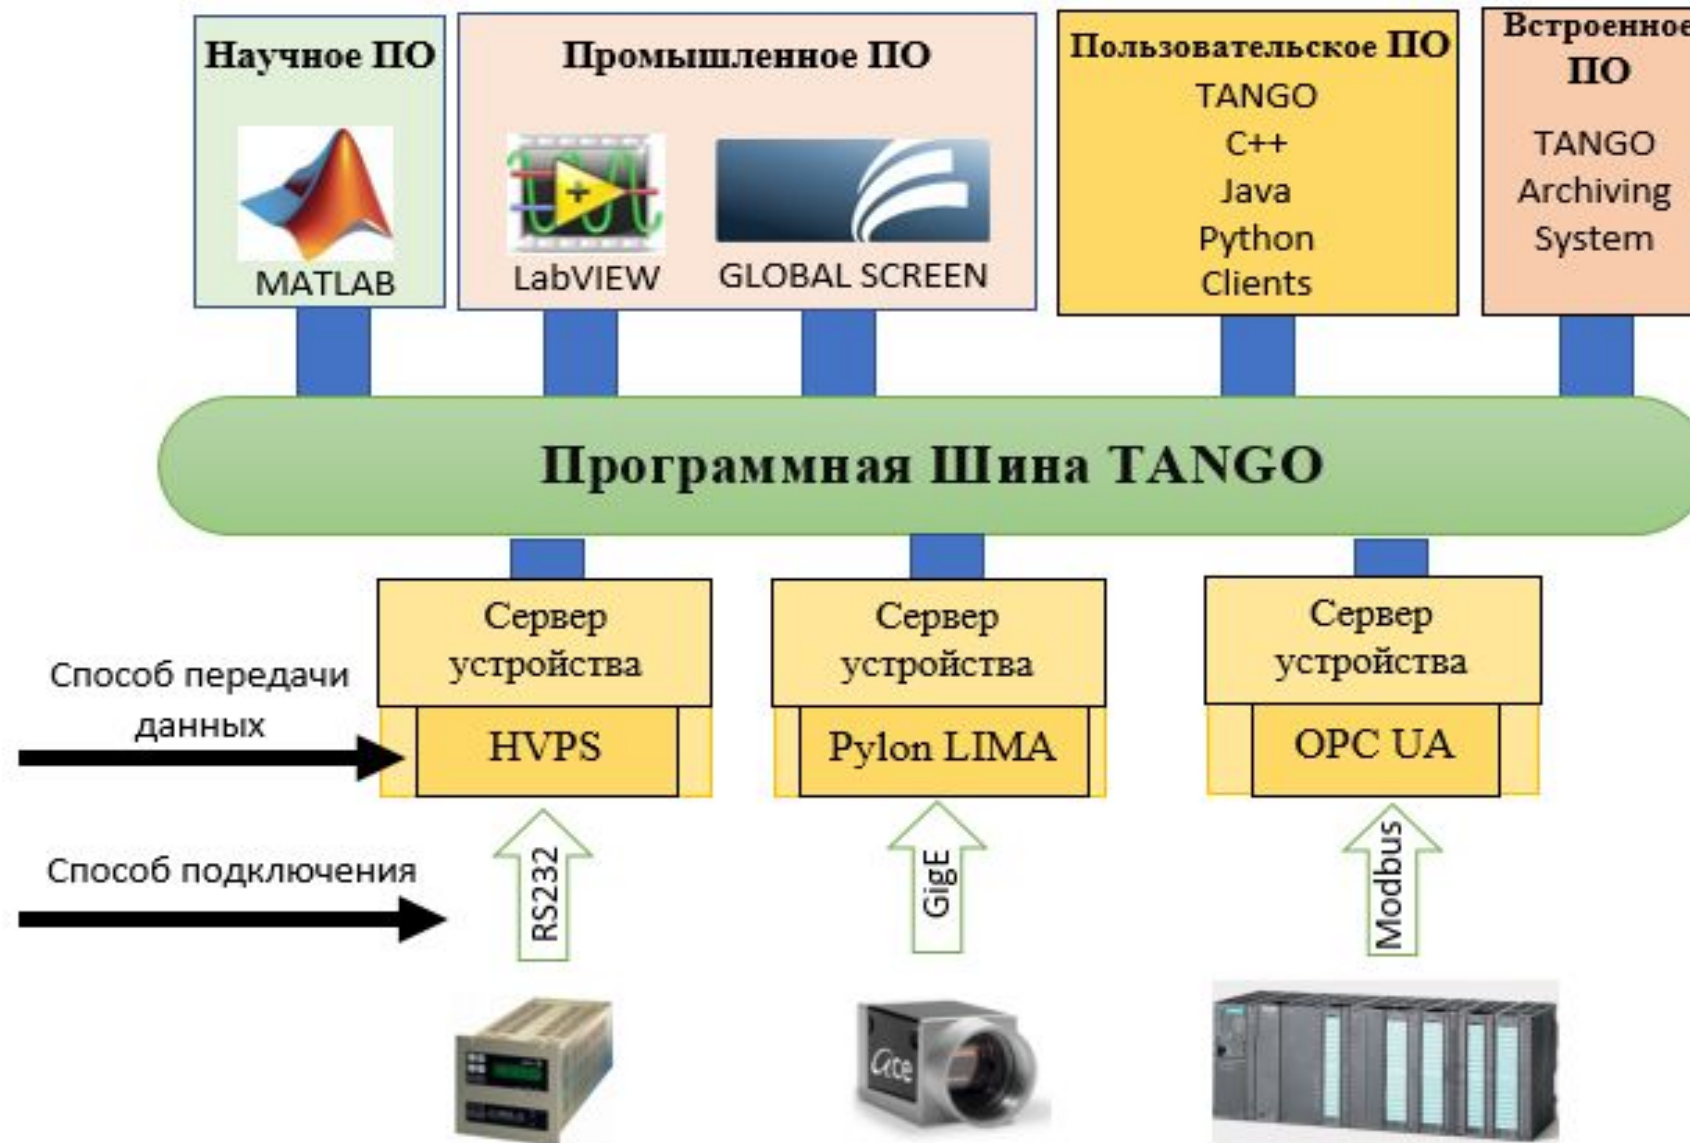 Научное ПО
MATLAB
Промышленное ПО
LabVIEW
GLOBAL SCREEN
Пользовательское ПО
TANGO
C++
Java
Python
Clients
Встроенное
ПО
TANGO
Archiving
System
Программная Шина TANGO
Способ передачи
данных
Способ подключения
Сервер
устройства
HVPS
RS232
Сервер
устройства
Pylon LIMA
GigE
ace
Сервер
устройства
OPC UA
Modbus